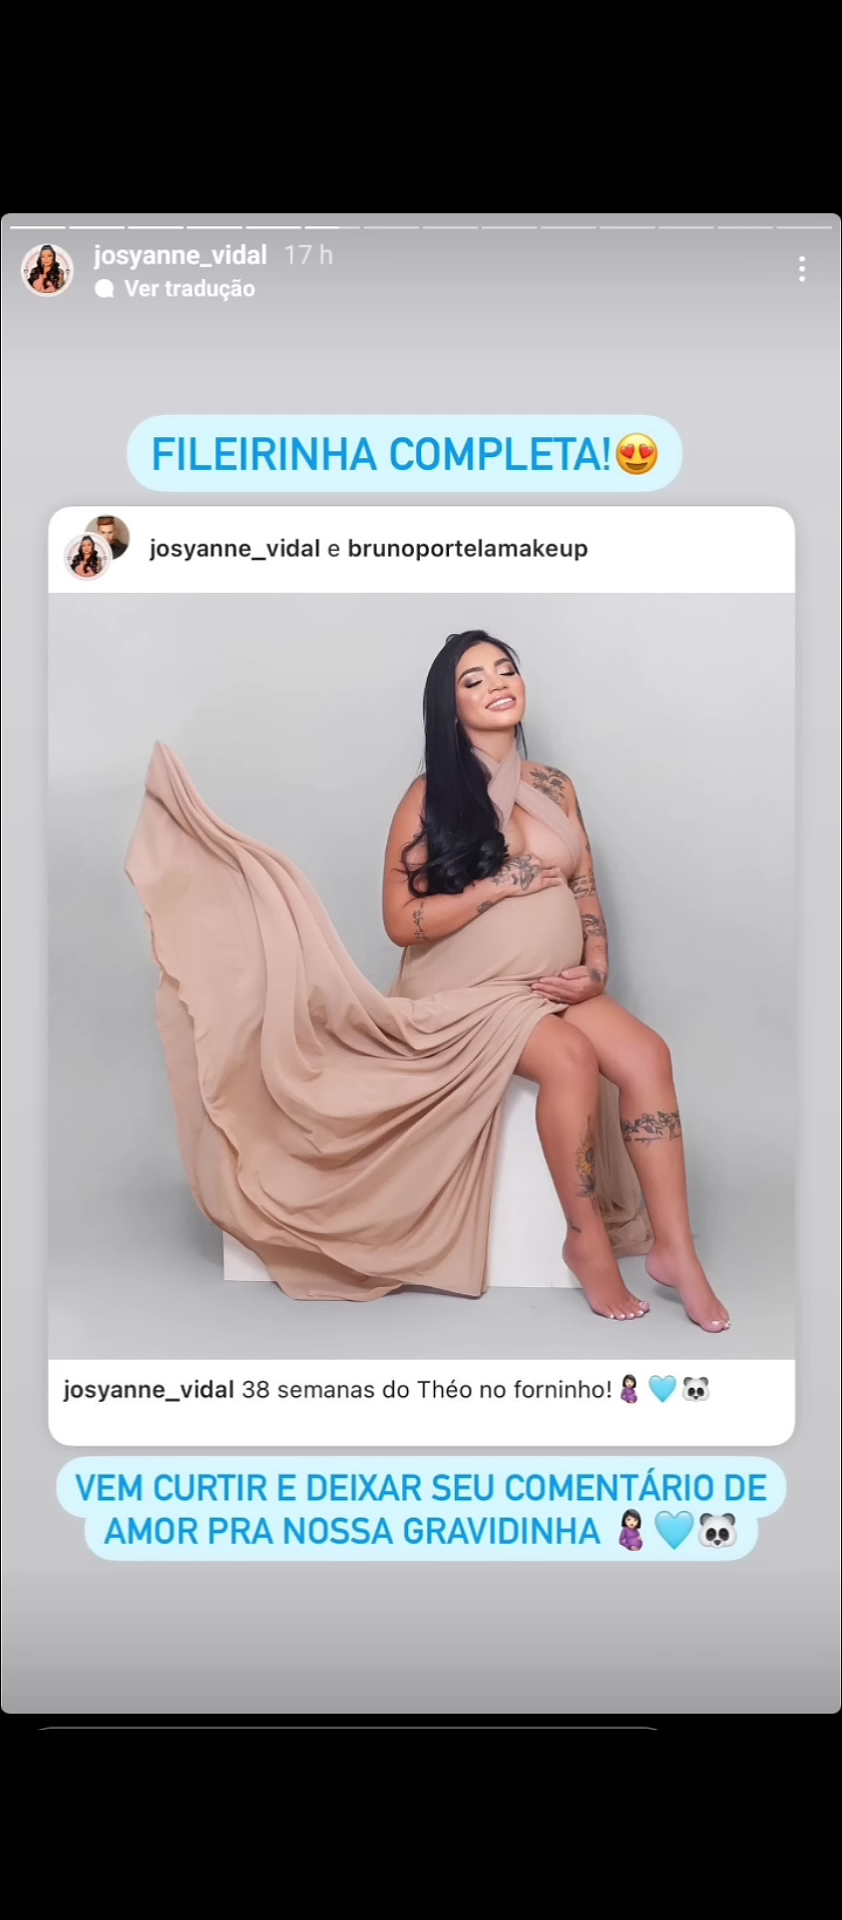 josyanne_vidal 17 h
Ver tradução
FILEIRINHA COMPLETA!😍
josyanne_vidal e brunoportelamakeup
josyanne_vidal 38 semanas do Théo no forninho!🤰🏻🩵🐼
VEM CURTIR E DEIXAR SEU COMENTÁRIO DE
AMOR PRA NOSSA GRAVIDINHA 🤰🏻🩵🐼